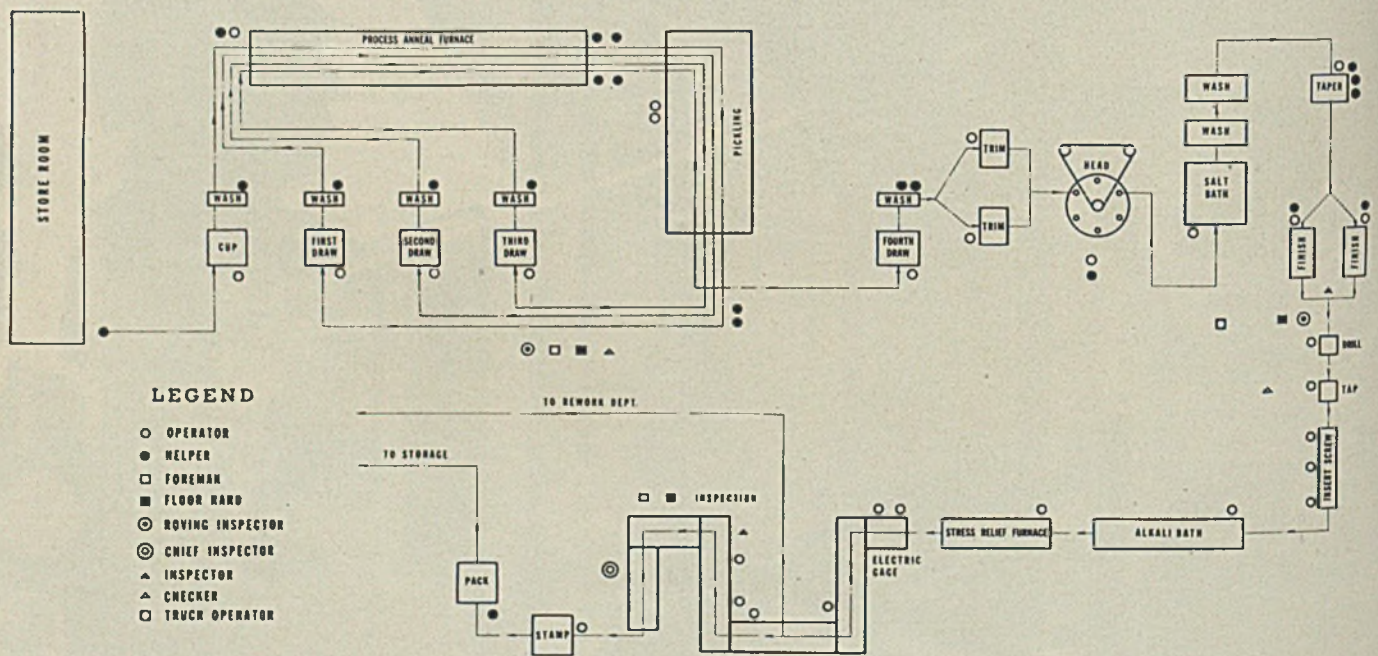 STORE ROOM
PROCESS ANNEAL FURNACE
PICKLING
WASH
WASH
WASH
WASH
CUP
FIRST
DRAW
SECOND
DRAW
THIRD
DRAW
WASH
FOURTH
DRAW
TRIM
TRIM
HEAD
SALT
BATH
WASH
WASH
TAPER
FINISH
FINISH
DRILL
TAP
INSERT SCREW
ALKALI BATH
STRESS RELIEF FURNACE
ELECTRIC
GAGE
INSPECTION
TO REWORK DEPT.
TO STORAGE
PACK
STAMP
LEGEND
OPERATOR
HELPER
FOREMAN
FLOOR HAND
ROVING INSPECTOR
CHIEF INSPECTOR
INSPECTOR
CHECKER
TRUCK OPERATOR